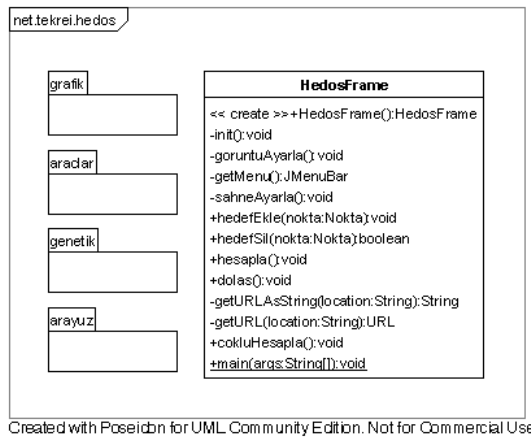 net.tekrei.hedos
grafik
araclar
genetik
arayuz
HedosFrame
<< create >>+HedosFrame():HedosFrame
-init():void
-goruntuAyarla():void
-getMenu():JMenuBar
-sahneAyarla():void
+hedefEkle(nokta:Nokta):void
+hedefSil(nokta:Nokta):boolean
+hesapla():void
+dolas():void
-getURLAsString(location:String):String
-getURL(location:String):URL
+cokluHesapla():void
+main(args:String[]):void
Created with Poseidon for UML Community Edition. Not for Commercial Use